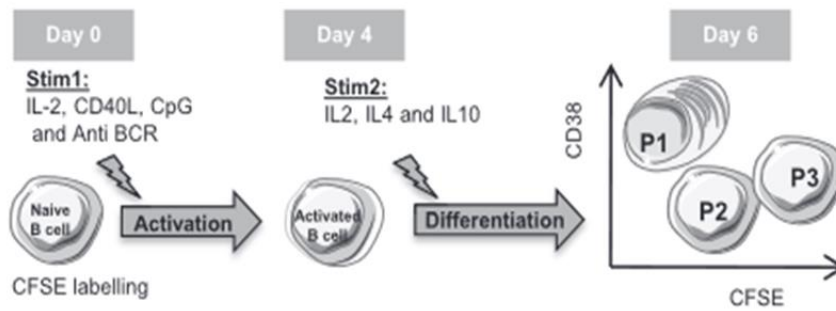 Day 0
Day 4
Day 6
Stim1:
IL-2, CD40L, CpG
and Anti BCR
Stim2:
IL2, IL4 and IL10
Naive
B cell
Activation
Activated
B cell
Differentiation
CFSE labelling
CD38
P1
P2
P3
CFSE